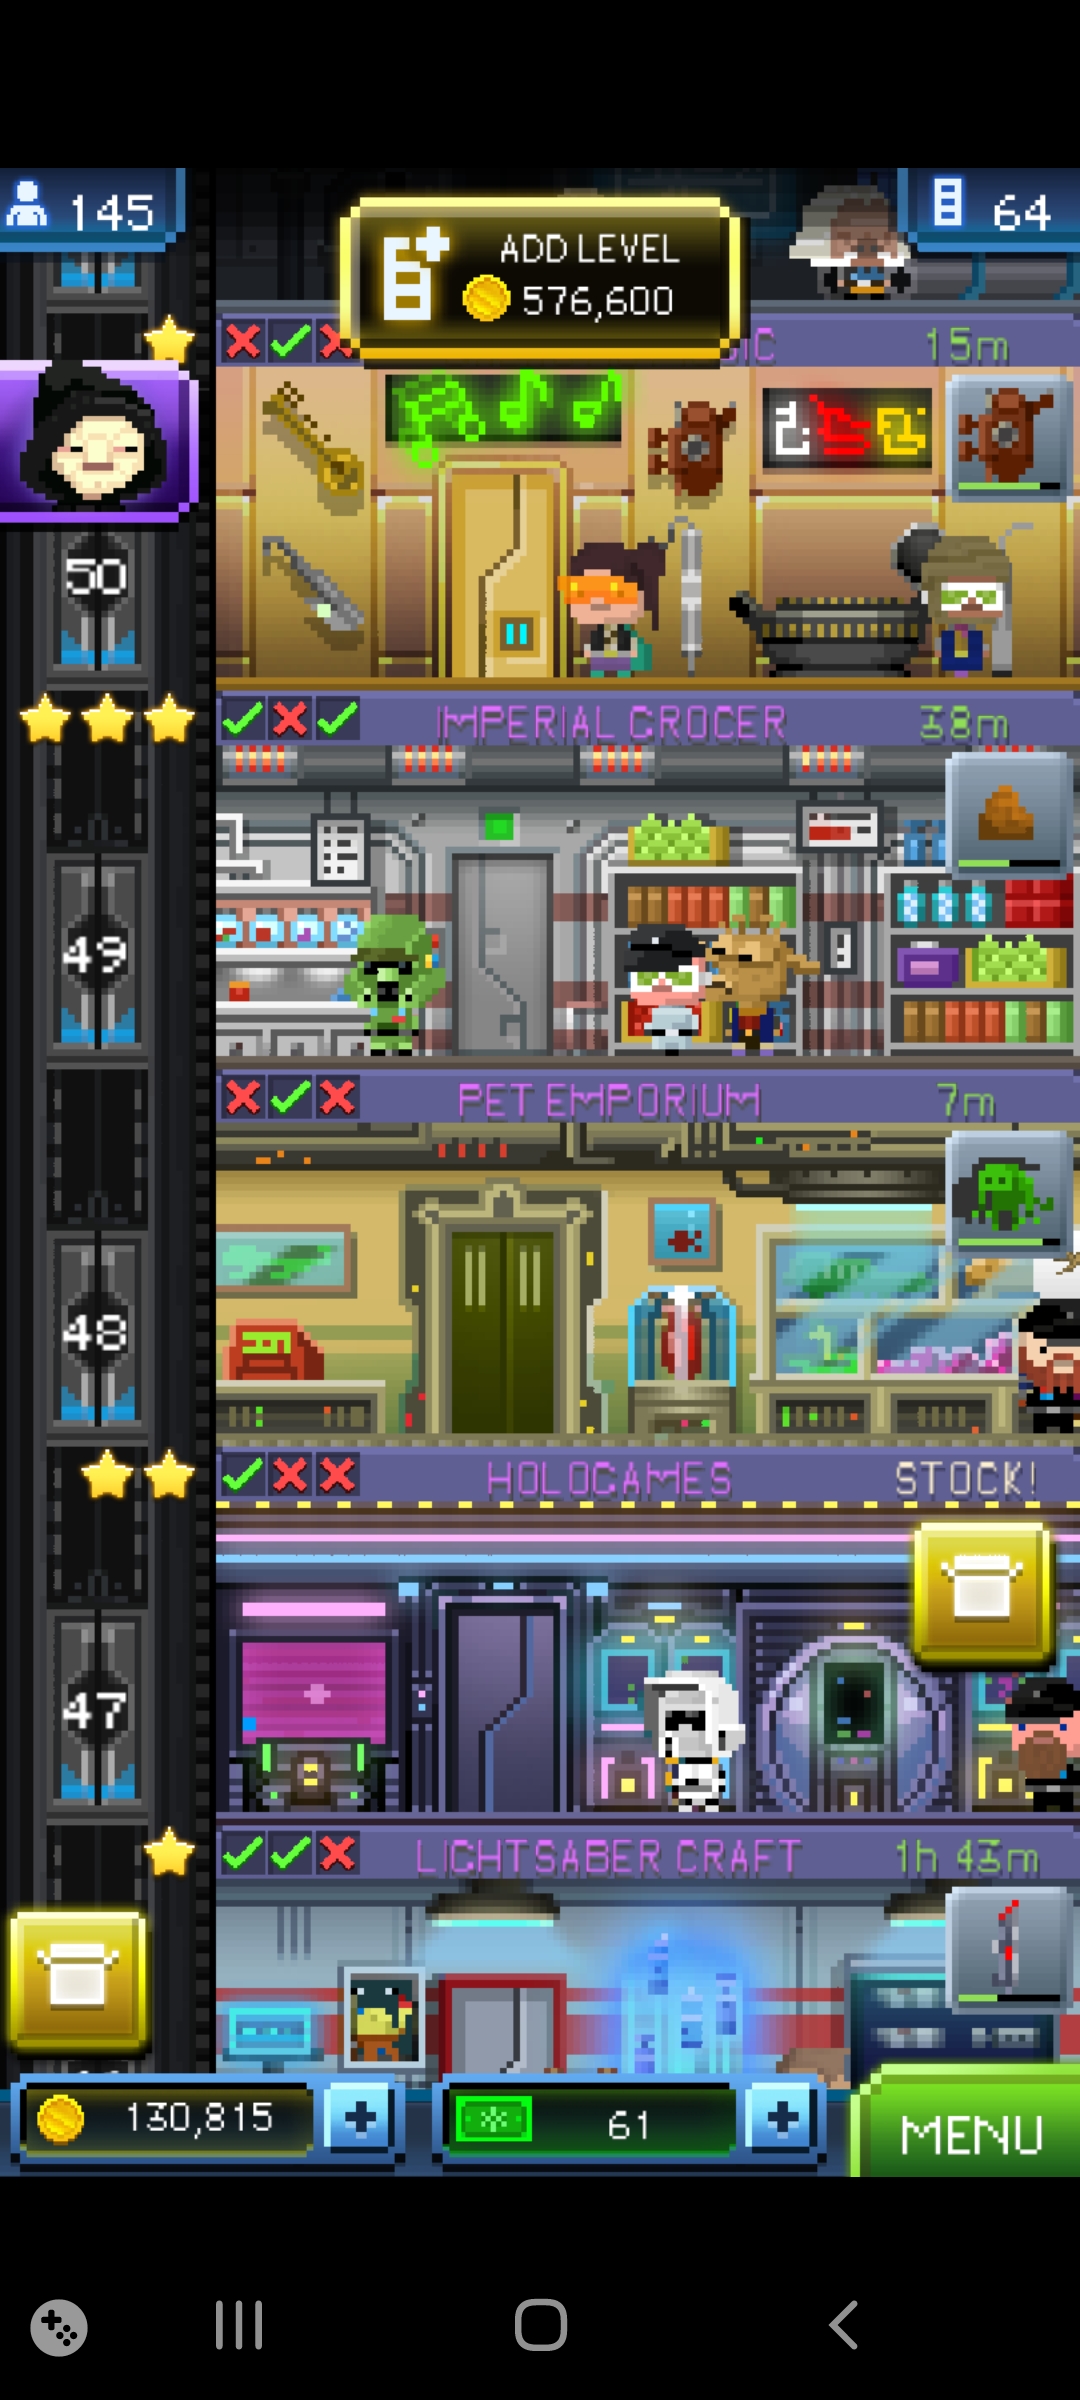 145
64
ADD LEVEL
576,600
15m
50
IMPERIAL GROCER
38m
49
PET EMPORIUM
7m
48
HOLOGAMES
STOCK!
47
LIGHTSABER CRAFT
1h 43m
130,815
61
MENU